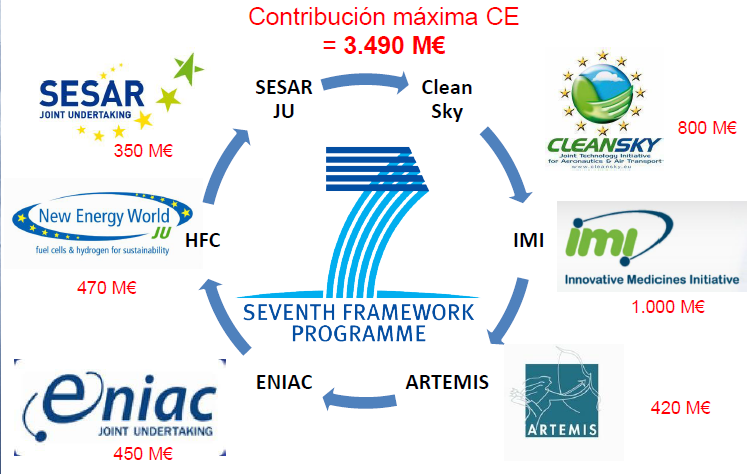 Contribución máxima CE
= 3.490 M€
SESAR
JOINT UNDERTAKING
350 M€
SESAR
JU
Clean
Sky
CLEANSKY
Joint Technology Initiative
for Aeronautics & Air Transport
www.cleansky.eu
800 M€
New Energy World
JU
fuel cells & hydrogen for sustainability
HFC
470 M€
IMI
imi
Innovative Medicines Initiative
1.000 M€
SEVENTH FRAMEWORK
PROGRAMME
eniac
JOINT UNDERTAKING
450 M€
ENIAC
ARTEMIS
ARTEMIS
420 M€